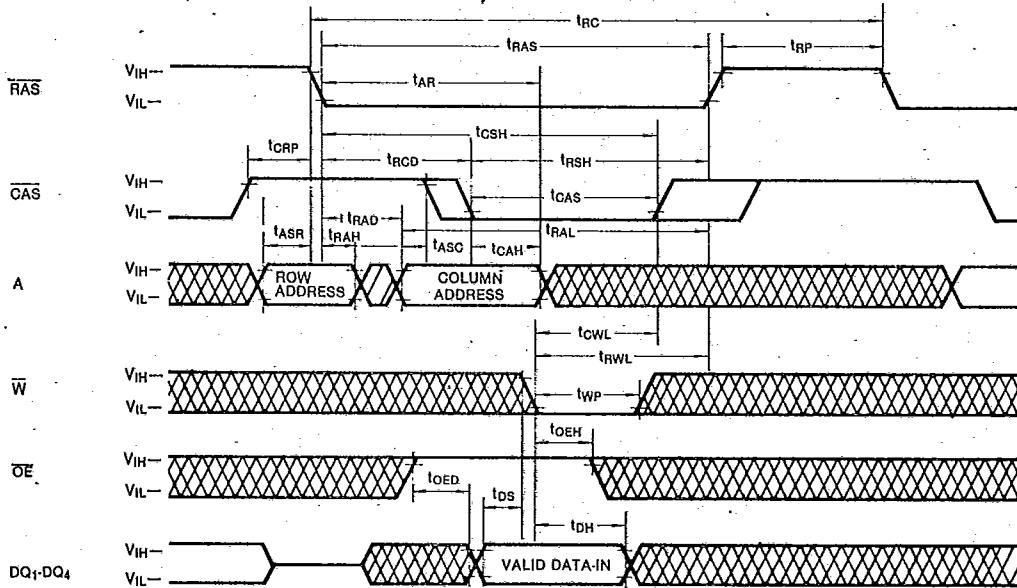 tRC
tRAS
tRP
RAS
VIH—
VIL—
tAR
tCSH
tCRP
tRCD
tRSH
CAS
VIH—
VIL—
tCAS
tRAD
tRAL
tASR
tRAH
tASC
tCAH
A
VIH—
VIL—
ROW
ADDRESS
COLUMN
ADDRESS
tCWL
tRWL
W
VIH—
VIL—
tWP
tOEH
OE
VIH—
VIL—
tOED
tDS
tDH
DQ1-DQ4
VIH—
VIL—
VALID DATA-IN